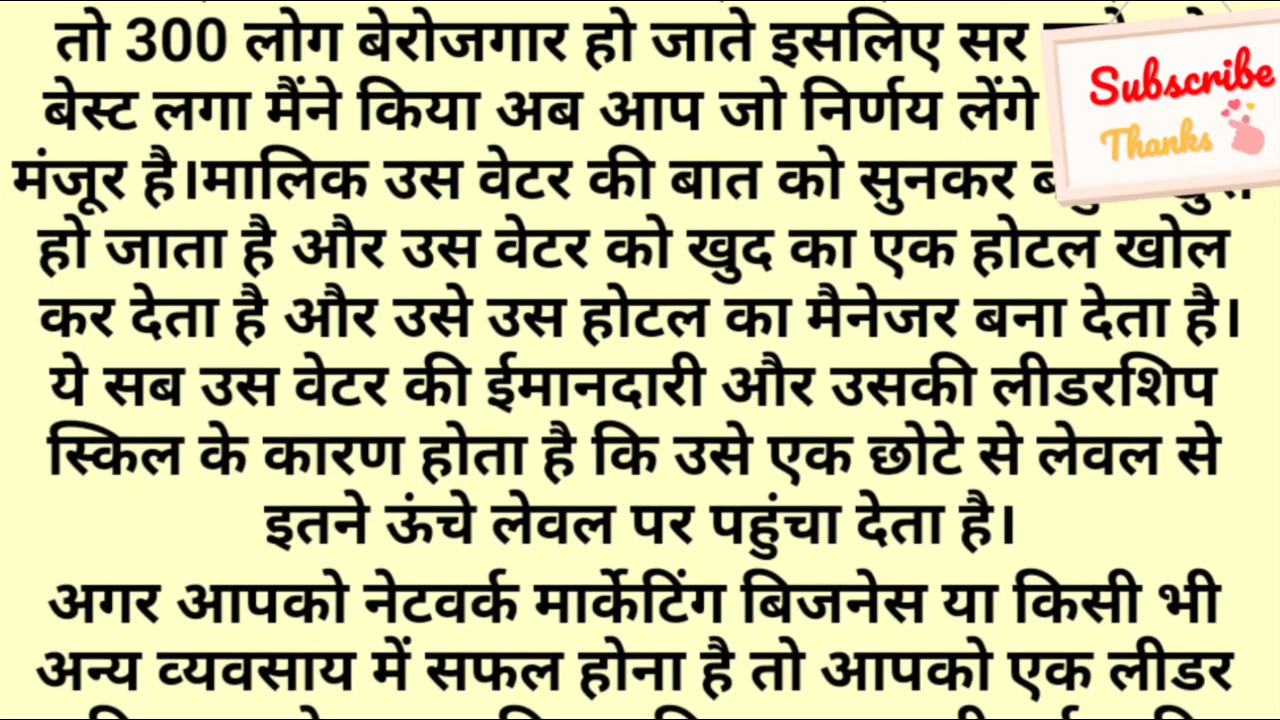 तो 300 लोग बेरोजगार हो जाते इसलिए सर
बेस्ट लगा मैंने किया अब आप जो निर्णय लेंगे
मंजूर है।मालिक उस वेटर की बात को सुनकर
हो जाता है और उस वेटर को खुद का एक होटल खोल
कर देता है और उसे उस होटल का मैनेजर बना देता है।
ये सब उस वेटर की ईमानदारी और उसकी लीडरशिप
स्किल के कारण होता है कि उसे एक छोटे से लेवल से
इतने ऊंचे लेवल पर पहुंचा देता है।
अगर आपको नेटवर्क मार्केटिंग बिजनेस या किसी भी
अन्य व्यवसाय में सफल होना है तो आपको एक लीडर
Subscribe
Thanks